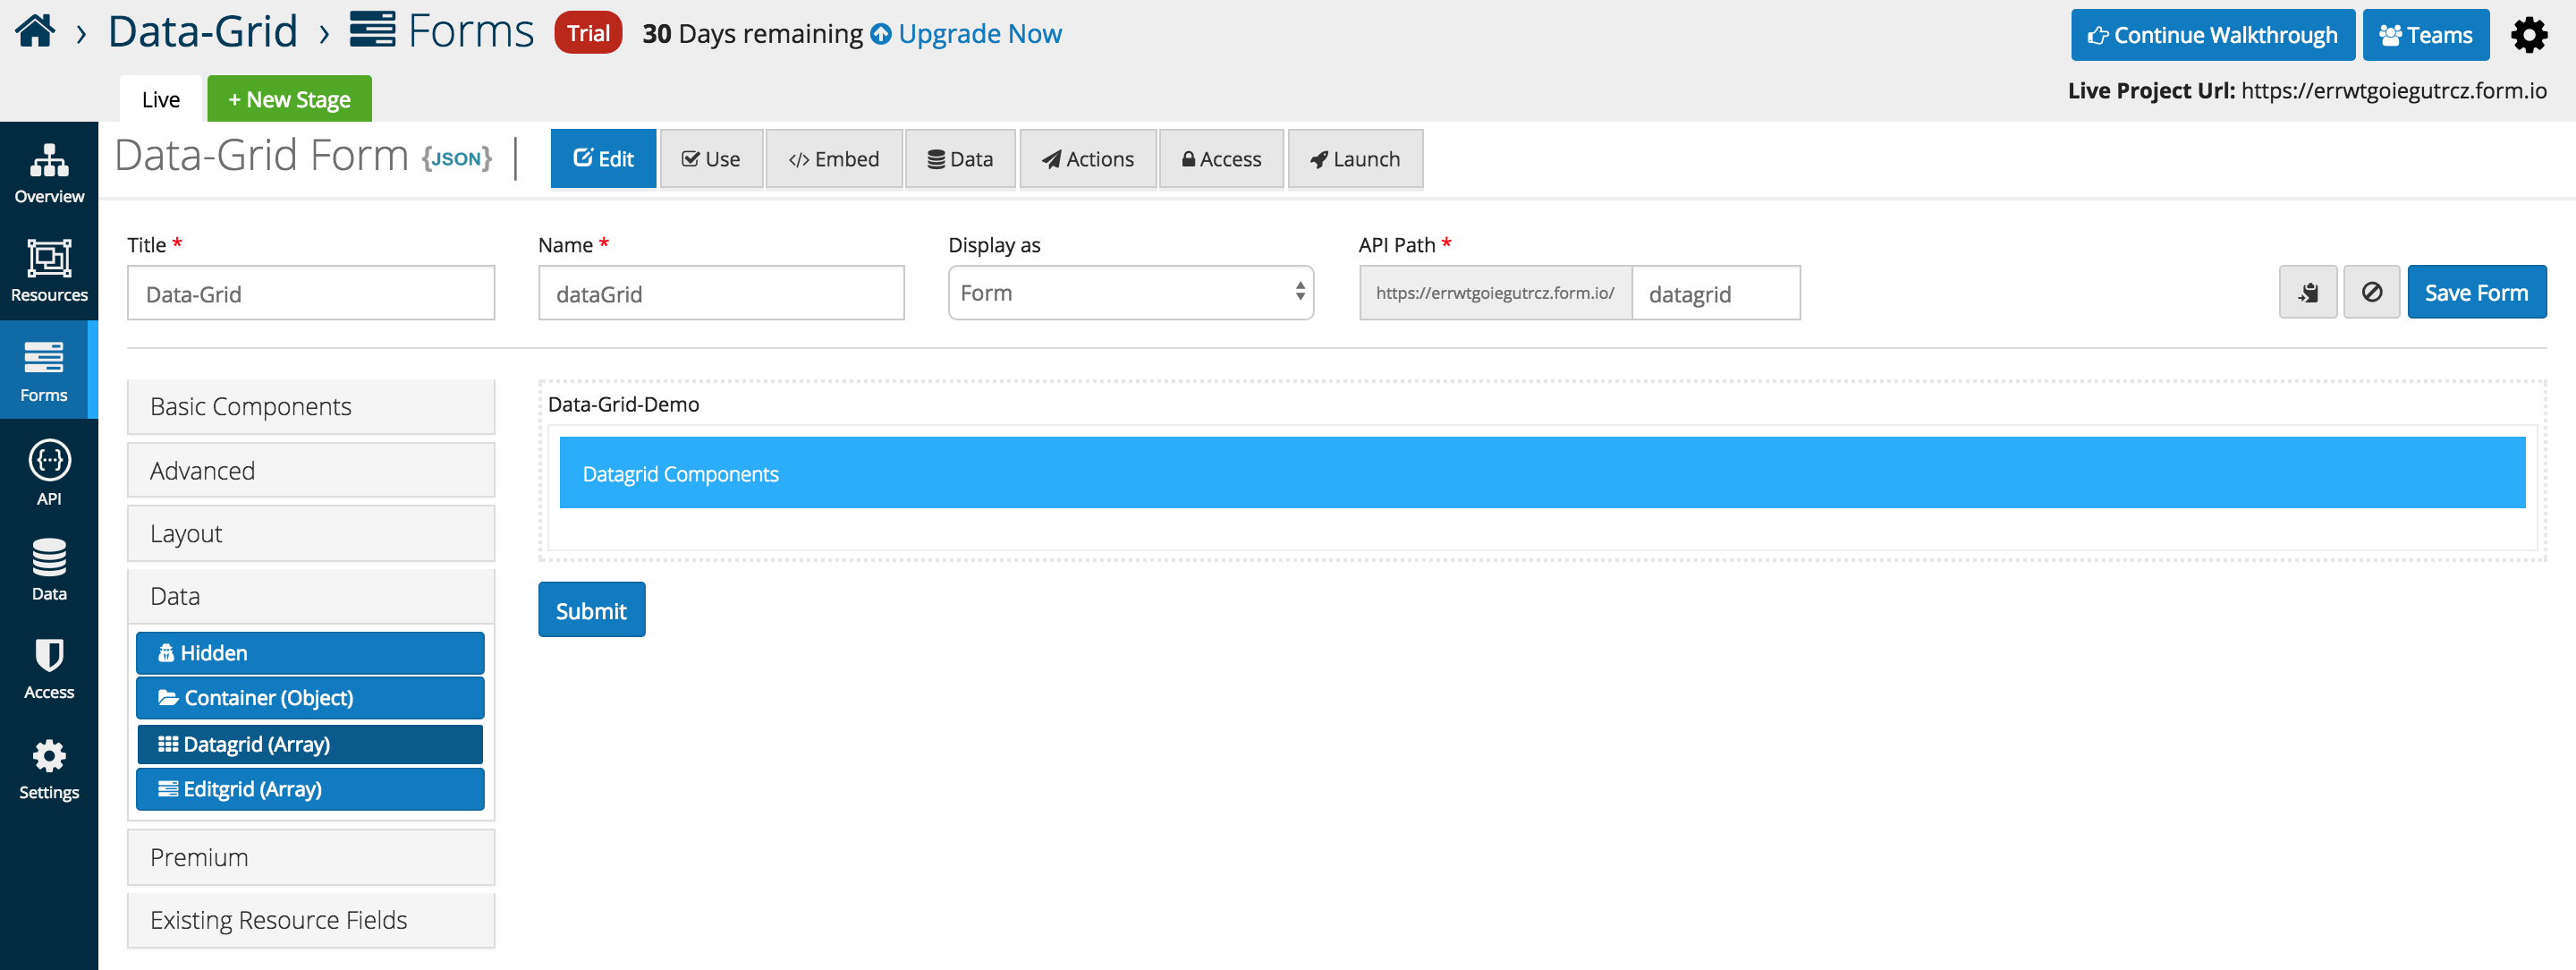 › Data-Grid › Forms Trial 30 Days remaining Upgrade Now
Continue Walkthrough Teams
Live + New Stage
Live Project Url: https://errwtgoiegutrcz.form.io
Data-Grid Form {JSON}
Edit Use </> Embed Data Actions Access Launch
Overview
Resources
Forms
API
Data
Access
Settings
Title * Name * Display as API Path *
Data-Grid dataGrid Form https://errwtgoiegutrcz.form.io/ datagrid Save Form
Basic Components
Advanced
Layout
Data
Hidden
Container (Object)
Datagrid (Array)
Editgrid (Array)
Premium
Existing Resource Fields
Data-Grid-Demo
Datagrid Components
Submit